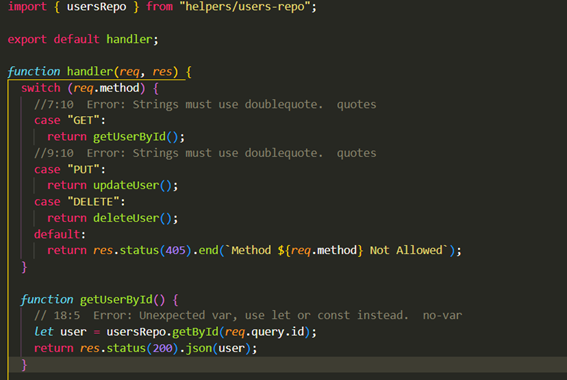 import { usersRepo } from "helpers/users-repo";
export default handler;
function handler(req, res) {
switch (req.method) {
//7:10  Error: Strings must use doublequote.  quotes
case "GET":
return getUserById();
//9:10  Error: Strings must use doublequote.  quotes
case "PUT":
return updateUser();
case "DELETE":
return deleteUser();
default:
return res.status(405).end(`Method ${req.method} Not Allowed`);
}
function getUserById() {
// 18:5  Error: Unexpected var, use let or const instead.  no-var
let user = usersRepo.getById(req.query.id);
return res.status(200).json(user);
}